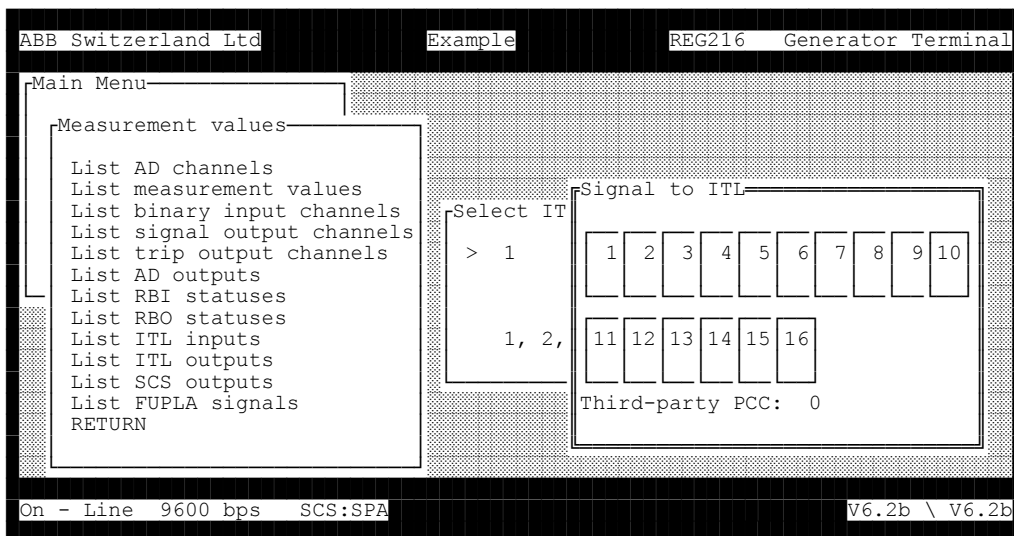 ABB Switzerland Ltd Example REG216 Generator Terminal
Main Menu
Measurement values
List AD channels
List measurement values
List binary input channels
List signal output channels
List trip output channels
List AD outputs
List RBI statuses
List RBO statuses
List ITL inputs
List ITL outputs
List SCS outputs
List FUPLA signals
RETURN
Select IT
> 1
1, 2,
Signal to ITL
1 2 3 4 5 6 7 8 9 10
11 12 13 14 15 16
Third-party PCC: 0
On - Line 9600 bps SCS:SPA V6.2b \ V6.2b